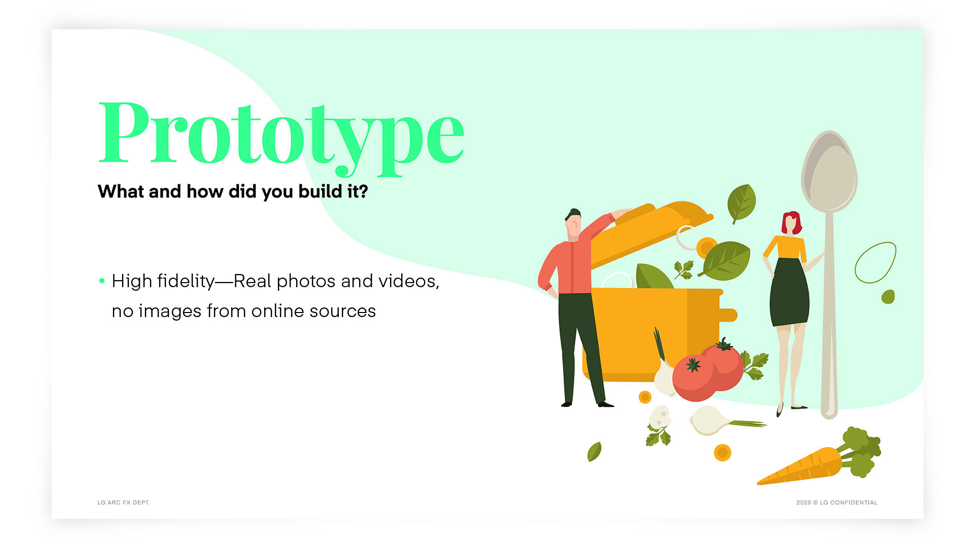 Prototype
What and how did you build it?
• High fidelity—Real photos and videos,
no images from online sources
LG ARC FX DEPT.
2020 © LG CONFIDENTIAL